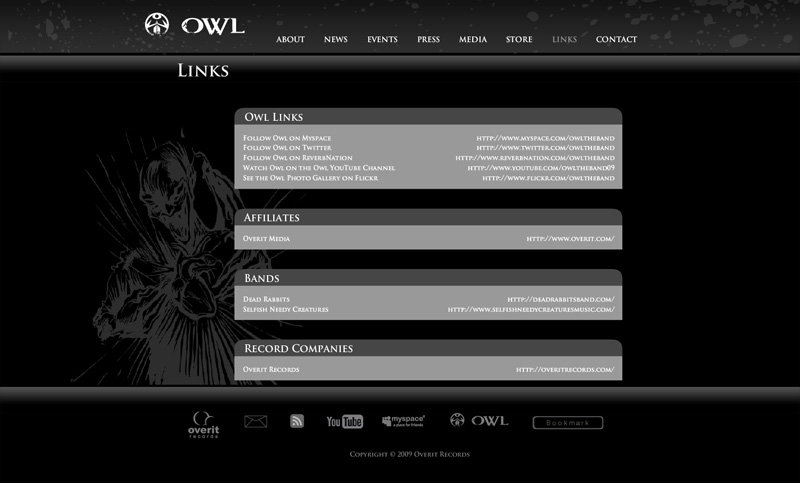 OWL
ABOUT NEWS EVENTS PRESS MEDIA STORE LINKS CONTACT
Links
Owl Links
Follow Owl on Myspace http://www.myspace.com/owltheband
Follow Owl on Twitter http://www.twitter.com/owltheband
Follow Owl on ReverbNation http://www.reverbnation.com/owltheband
Watch Owl on the Owl YouTube Channel http://www.youtube.com/owltheband09
See the Owl Photo Gallery on Flickr http://www.flickr.com/owltheband
Affiliates
Overit Media http://www.overit.com/
Bands
Dead Rabbits http://deadrabbitsband.com/
Selfish Needy Creatures http://www.selfishneedycreaturesmusic.com/
Record Companies
Overit Records http://overitrecords.com/
overit records YouTube myspace a place for friends OWL Bookmark
Copyright © 2009 Overit Records